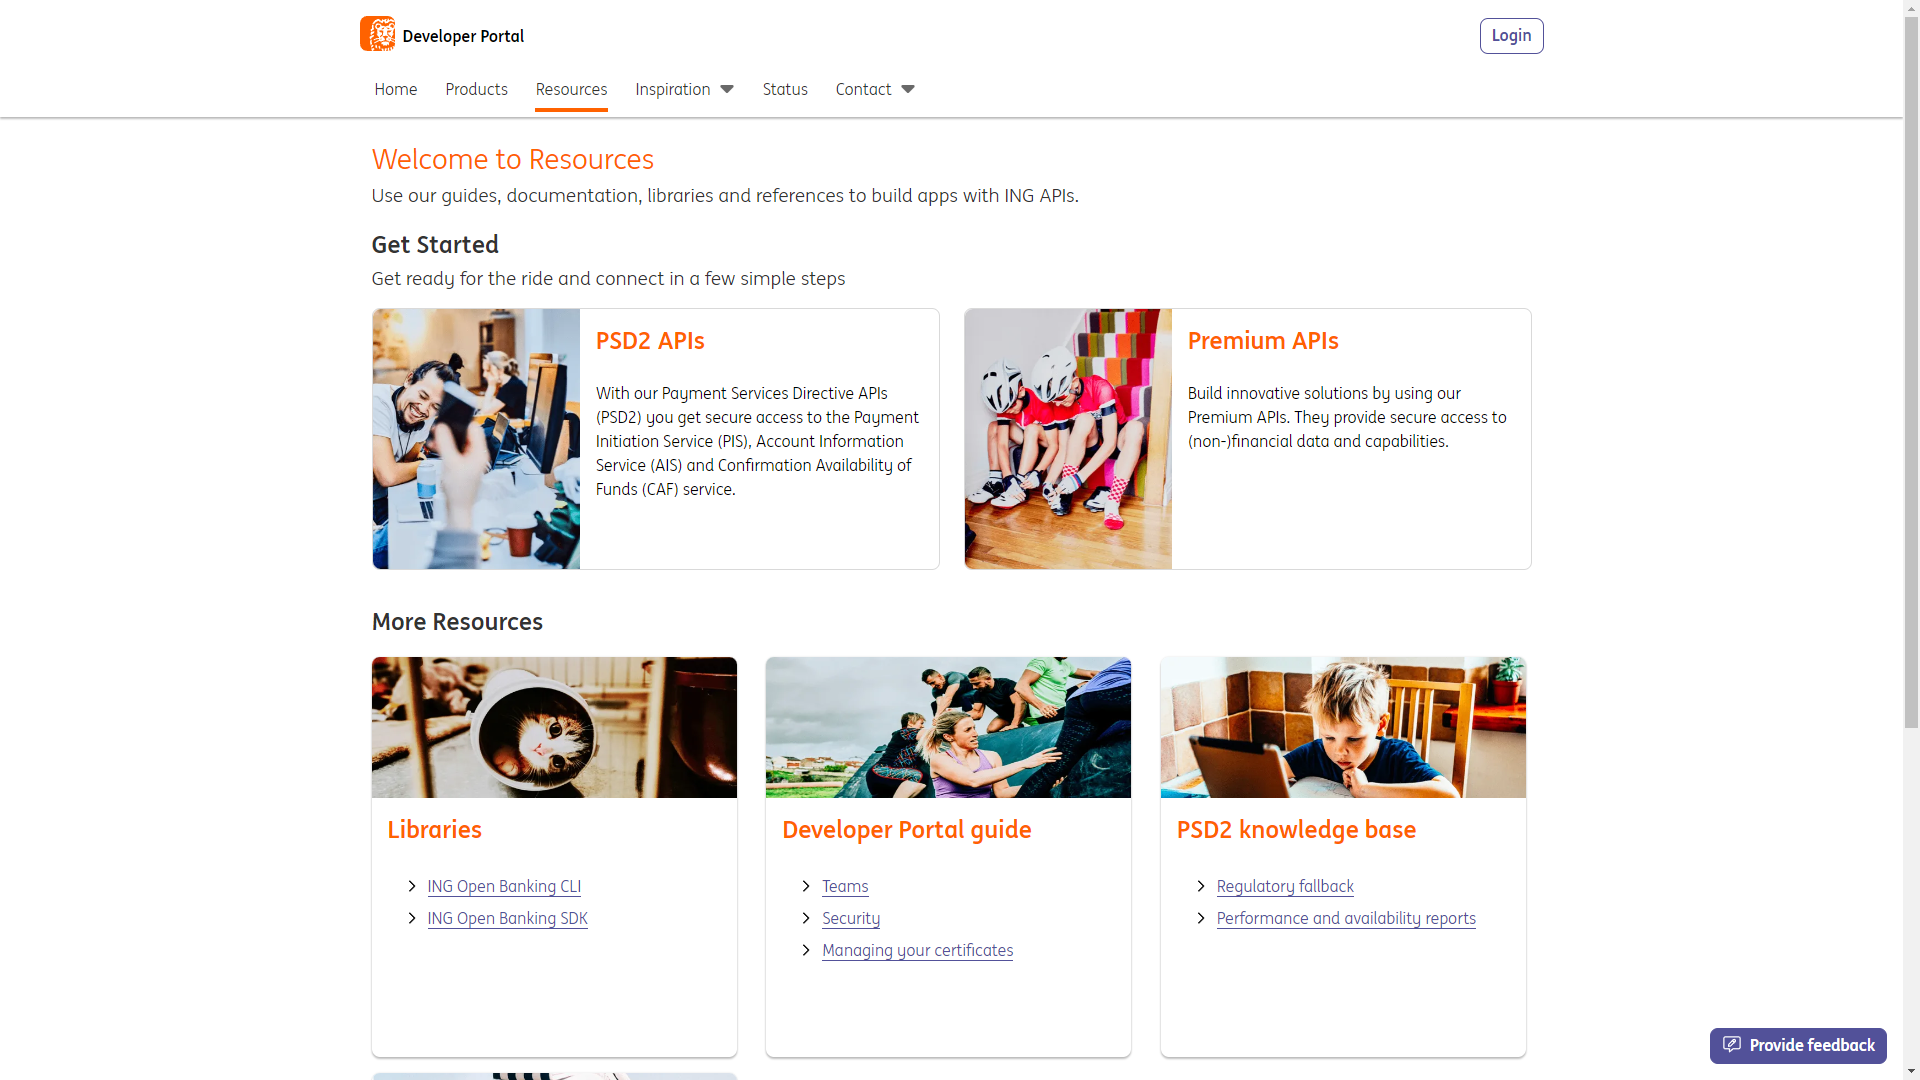 Developer Portal
Login
Home Products Resources Inspiration Status Contact
Welcome to Resources
Use our guides, documentation, libraries and references to build apps with ING APIs.
Get Started
Get ready for the ride and connect in a few simple steps
PSD2 APIs
With our Payment Services Directive APIs
(PSD2) you get secure access to the Payment
Initiation Service (PIS), Account Information
Service (AIS) and Confirmation Availability of
Funds (CAF) service.
Premium APIs
Build innovative solutions by using our
Premium APIs. They provide secure access to
(non-)financial data and capabilities.
More Resources
Libraries
ING Open Banking CLI
ING Open Banking SDK
Developer Portal guide
Teams
Security
Managing your certificates
PSD2 knowledge base
Regulatory fallback
Performance and availability reports
Provide feedback